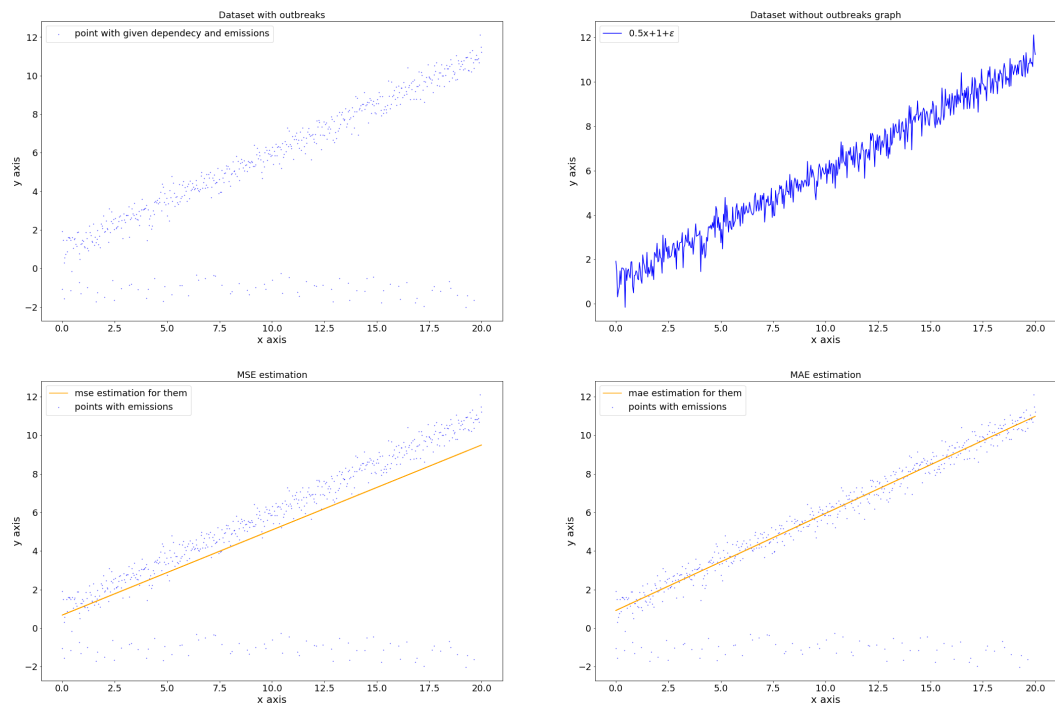 Dataset with outbreaks
point with given dependecy and emissions
12
10
8
6
4
2
0
−2
y axis
0.0 2.5 5.0 7.5 10.0 12.5 15.0 17.5 20.0
x axis
Dataset without outbreaks graph
0.5x+1+ε
12
10
8
6
4
2
0
y axis
0.0 2.5 5.0 7.5 10.0 12.5 15.0 17.5 20.0
x axis
MSE estimation
mse estimation for them
points with emissions
12
10
8
6
4
2
0
−2
y axis
0.0 2.5 5.0 7.5 10.0 12.5 15.0 17.5 20.0
x axis
MAE estimation
mae estimation for them
points with emissions
12
10
8
6
4
2
0
−2
y axis
0.0 2.5 5.0 7.5 10.0 12.5 15.0 17.5 20.0
x axis